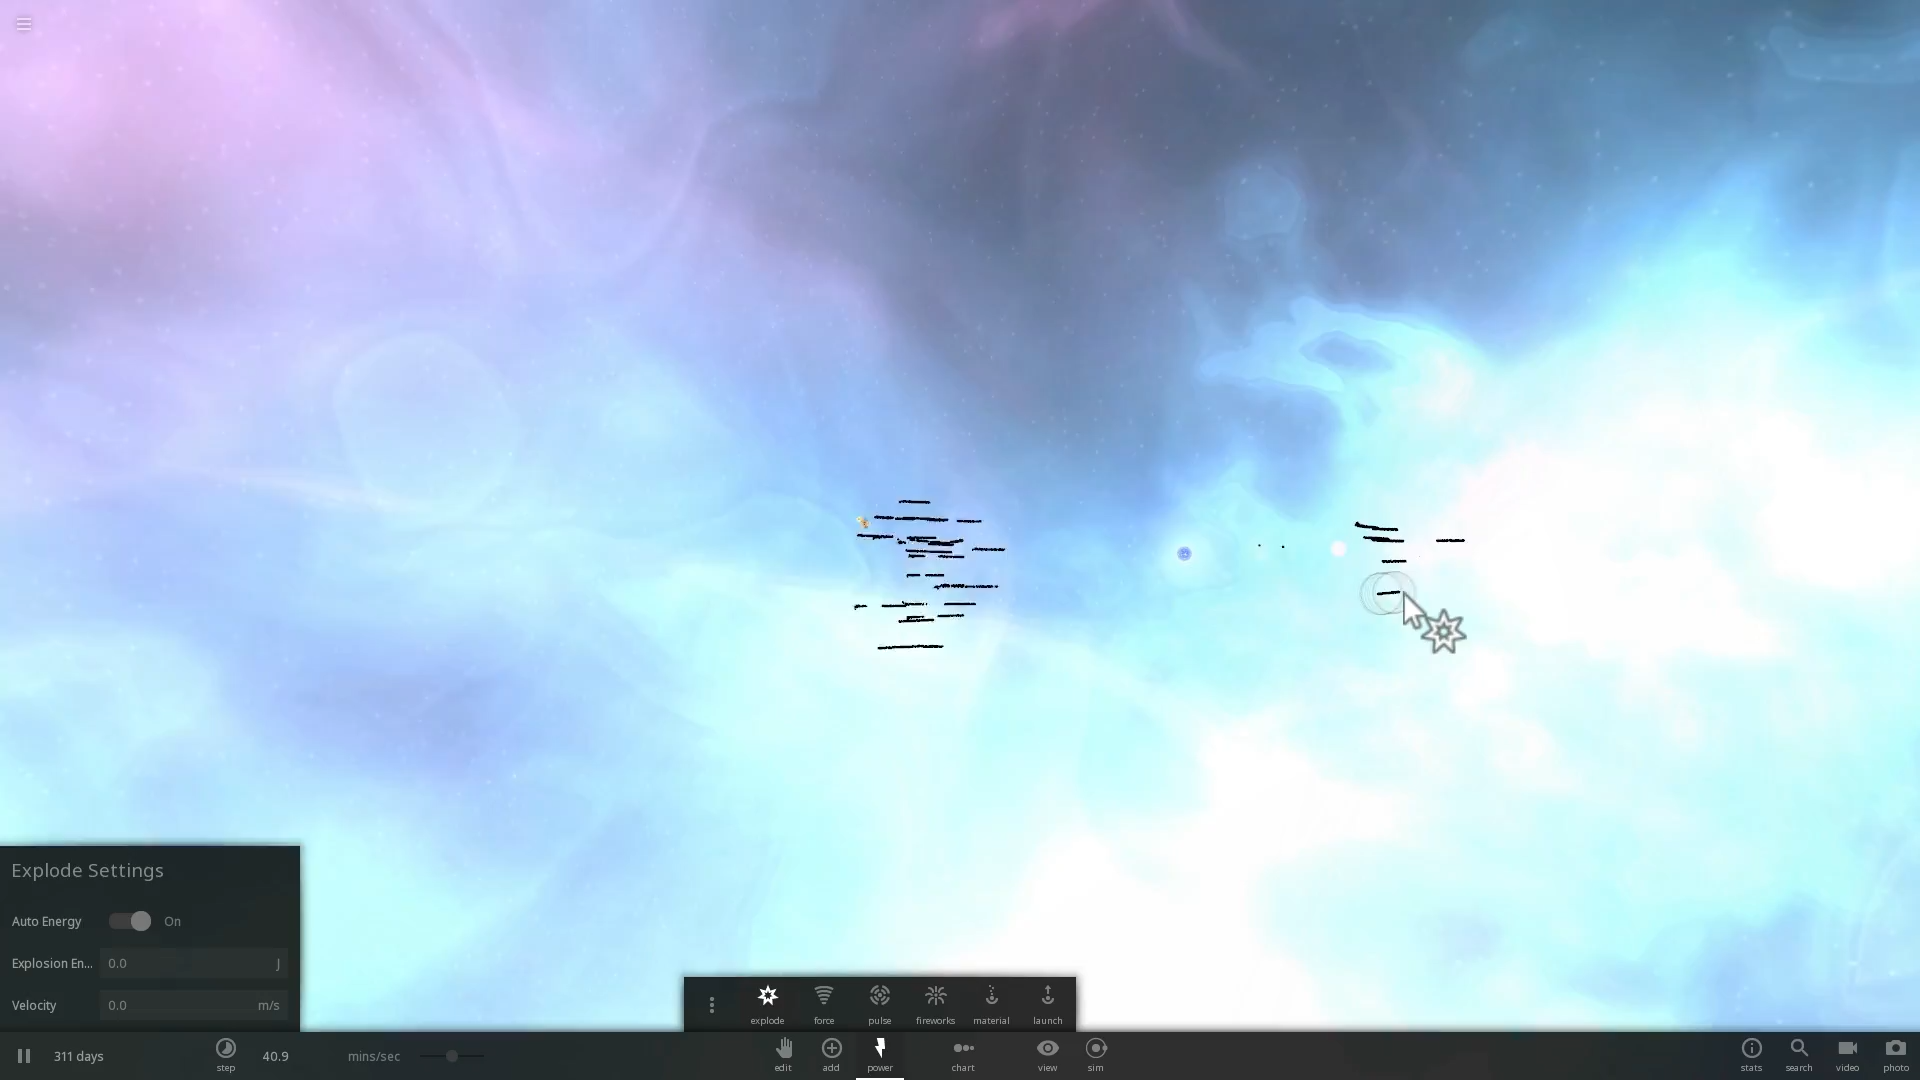 Explode Settings
Auto Energy On
Explosion En... 0.0 J
Velocity 0.0 m/s
explode force pulse fireworks material launch
311 days step 40.9 mins/sec edit add power chart view sim stats search video photo